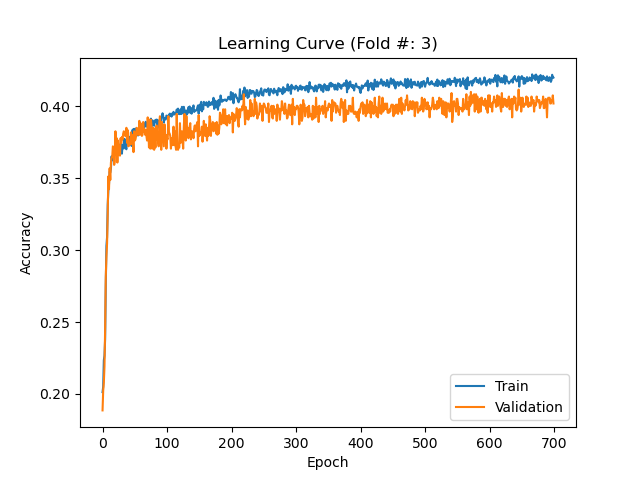 Learning Curve (Fold #: 3)
0.40
0.35
0.30
0.25
0.20
Accuracy
0 100 200 300 400 500 600 700
Epoch
Train
Validation